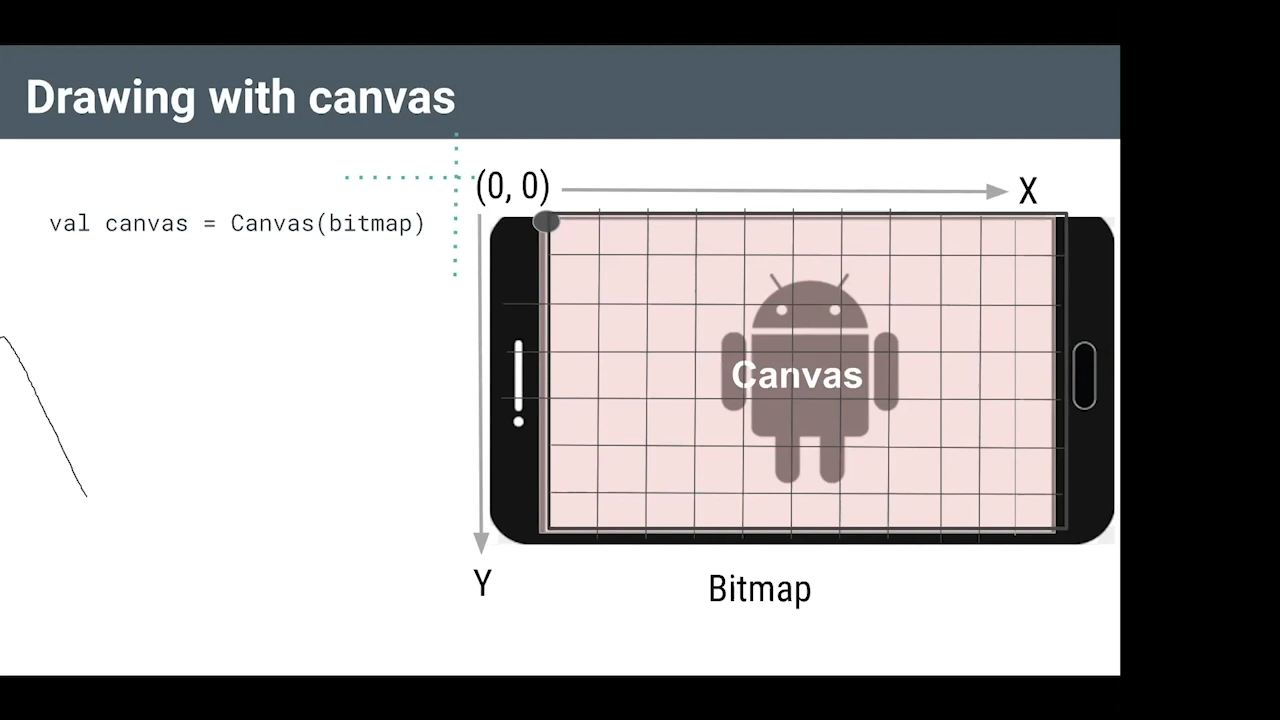 Drawing with canvas
(0, 0)
X
val canvas = Canvas(bitmap)
Canvas
Y
Bitmap